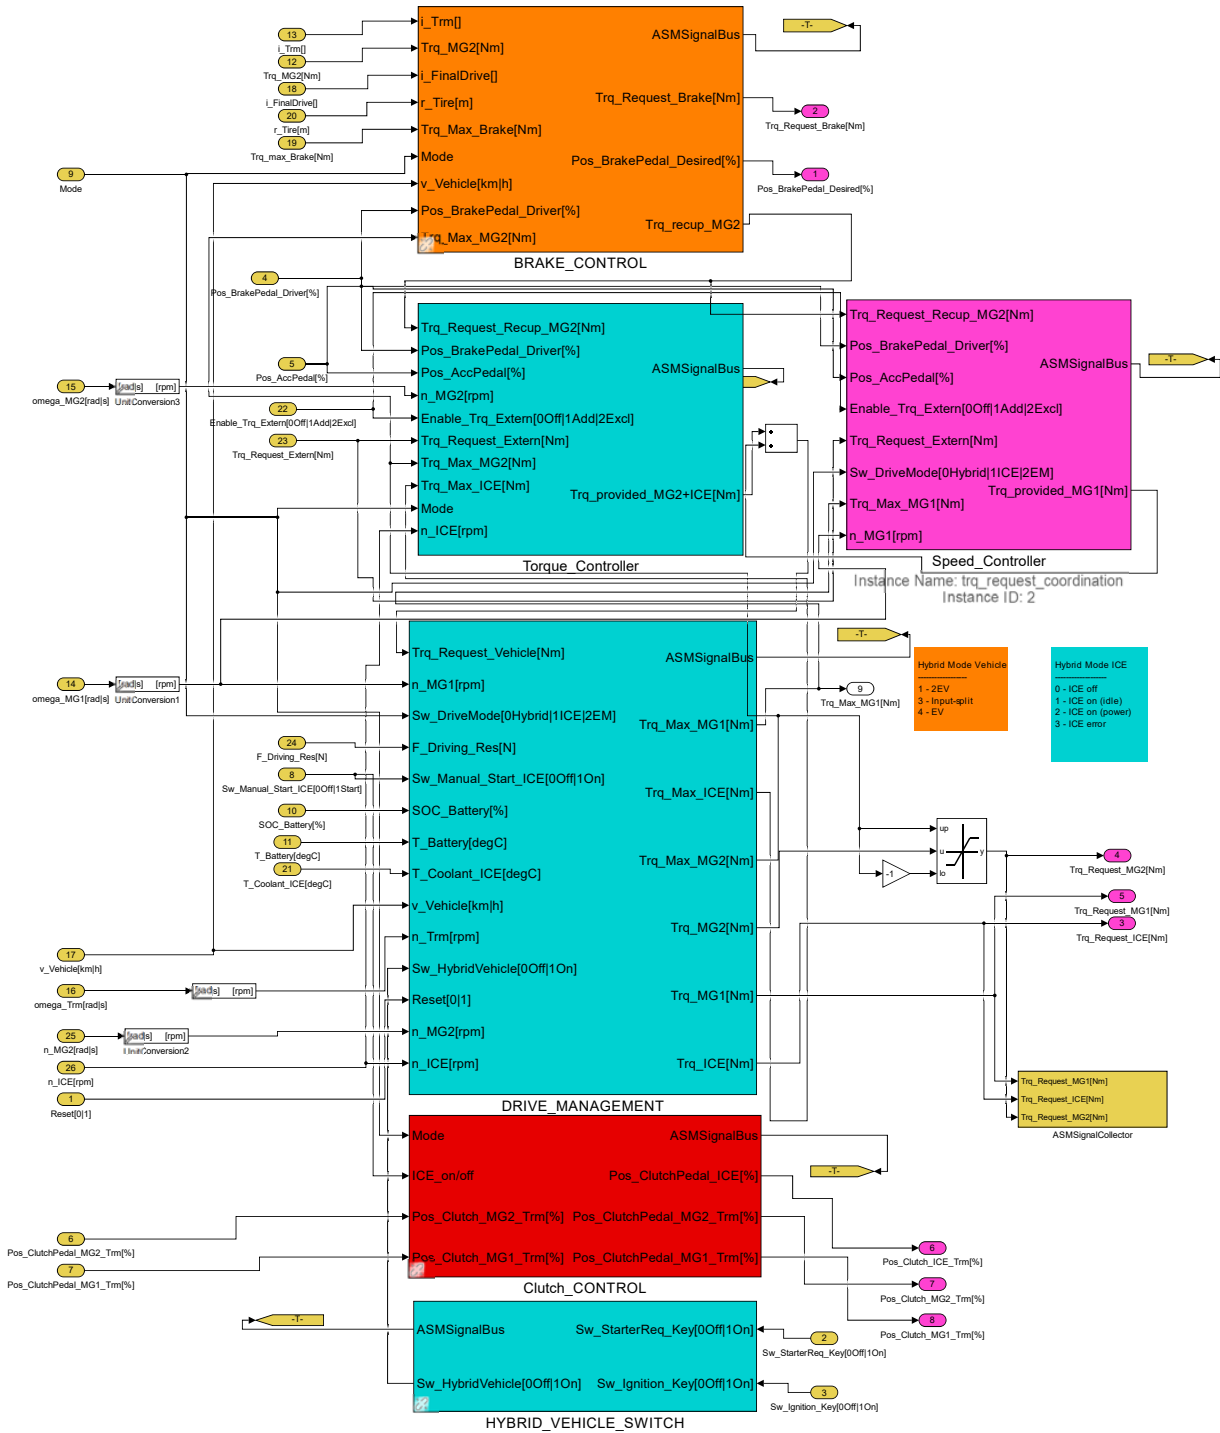 13
i_Trm[]
12
Trq_MG2[Nm]
18
i_FinalDrive[]
20
r_Tire[m]
19
Trq_max_Brake[Nm]
9
Mode
i_Trm[]
Trq_MG2[Nm]
i_FinalDrive[]
r_Tire[m]
Trq_Max_Brake[Nm]
Mode
v_Vehicle[km|h]
Pos_BrakePedal_Driver[%]
Trq_Max_MG2[Nm]
ASMSignalBus
Trq_Request_Brake[Nm]
Pos_BrakePedal_Desired[%]
Trq_recup_MG2
BRAKE_CONTROL
-T-
2
Trq_Request_Brake[Nm]
1
Pos_BrakePedal_Desired[%]
4
Pos_BrakePedal_Driver[%]
5
Pos_AccPedal[%]
15
omega_MG2[rad|s]
[rad|s] [rpm]
UnitConversion3
22
Enable_Trq_Extern[0Off|1Add|2Excl]
23
Trq_Request_Extern[Nm]
Trq_Request_Recup_MG2[Nm]
Pos_BrakePedal_Driver[%]
Pos_AccPedal[%]
n_MG2[rpm]
Enable_Trq_Extern[0Off|1Add|2Excl]
Trq_Request_Extern[Nm]
Trq_Max_MG2[Nm]
Trq_Max_ICE[Nm]
Mode
n_ICE[rpm]
ASMSignalBus
Trq_provided_MG2+ICE[Nm]
Torque_Controller
Trq_Request_Recup_MG2[Nm]
Pos_BrakePedal_Driver[%]
Pos_AccPedal[%]
Enable_Trq_Extern[0Off|1Add|2Excl]
Trq_Request_Extern[Nm]
Sw_DriveMode[0Hybrid|1ICE|2EM]
Trq_Max_MG1[Nm]
n_MG1[rpm]
ASMSignalBus
Trq_provided_MG1[Nm]
Speed_Controller
-T-
Instance Name: trq_request_coordination
Instance ID: 2
14
omega_MG1[rad|s]
[rad|s] [rpm]
UnitConversion1
24
F_Driving_Res[N]
8
Sw_Manual_Start_ICE[0Off|1Start]
10
SOC_Battery[%]
11
T_Battery[degC]
21
T_Coolant_ICE[degC]
17
v_Vehicle[km|h]
16
omega_Trm[rad|s]
[rad|s] [rpm]
25
n_MG2[rad|s]
[rad|s] [rpm]
UnitConversion2
26
n_ICE[rpm]
1
Reset[0|1]
Trq_Request_Vehicle[Nm]
n_MG1[rpm]
Sw_DriveMode[0Hybrid|1ICE|2EM]
F_Driving_Res[N]
Sw_Manual_Start_ICE[0Off|1On]
SOC_Battery[%]
T_Battery[degC]
T_Coolant_ICE[degC]
v_Vehicle[km|h]
n_Trm[rpm]
Sw_HybridVehicle[0Off|1On]
Reset[0|1]
n_MG2[rpm]
n_ICE[rpm]
ASMSignalBus
Trq_Max_MG1[Nm]
Trq_Max_ICE[Nm]
Trq_Max_MG2[Nm]
Trq_MG2[Nm]
Trq_MG1[Nm]
Trq_ICE[Nm]
DRIVE_MANAGEMENT
-T-
9
Trq_Max_MG1[Nm]
Hybrid Mode Vehicle
--------------------
1 - 2EV
3 - Input-split
4 - EV
Hybrid Mode ICE
--------------------
0 - ICE off
1 - ICE on (idle)
2 - ICE on (power)
3 - ICE error
up
u
lo
y
-1
4
Trq_Request_MG2[Nm]
5
Trq_Request_MG1[Nm]
3
Trq_Request_ICE[Nm]
Trq_Request_MG1[Nm]
Trq_Request_ICE[Nm]
Trq_Request_MG2[Nm]
ASMSignalCollector
6
Pos_ClutchPedal_MG2_Trm[%]
7
Pos_ClutchPedal_MG1_Trm[%]
Mode
ICE_on/off
Pos_Clutch_MG2_Trm[%]
Pos_Clutch_MG1_Trm[%]
ASMSignalBus
Pos_ClutchPedal_ICE[%]
Pos_ClutchPedal_MG2_Trm[%]
Pos_ClutchPedal_MG1_Trm[%]
Clutch_CONTROL
-T-
6
Pos_Clutch_ICE_Trm[%]
7
Pos_Clutch_MG2_Trm[%]
8
Pos_Clutch_MG1_Trm[%]
-T-
ASMSignalBus
Sw_HybridVehicle[0Off|1On]
Sw_StarterReq_Key[0Off|1On]
Sw_Ignition_Key[0Off|1On]
HYBRID_VEHICLE_SWITCH
2
Sw_StarterReq_Key[0Off|1On]
3
Sw_Ignition_Key[0Off|1On]